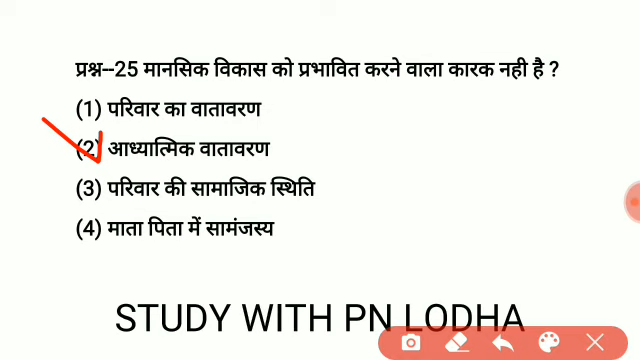 प्रश्न--25 मानसिक विकास को प्रभावित करने वाला कारक नही है ?
(1) परिवार का वातावरण
(2) आध्यात्मिक वातावरण
(3) परिवार की सामाजिक स्थिति
(4) माता पिता में सामंजस्य
STUDY WITH PN LODHA